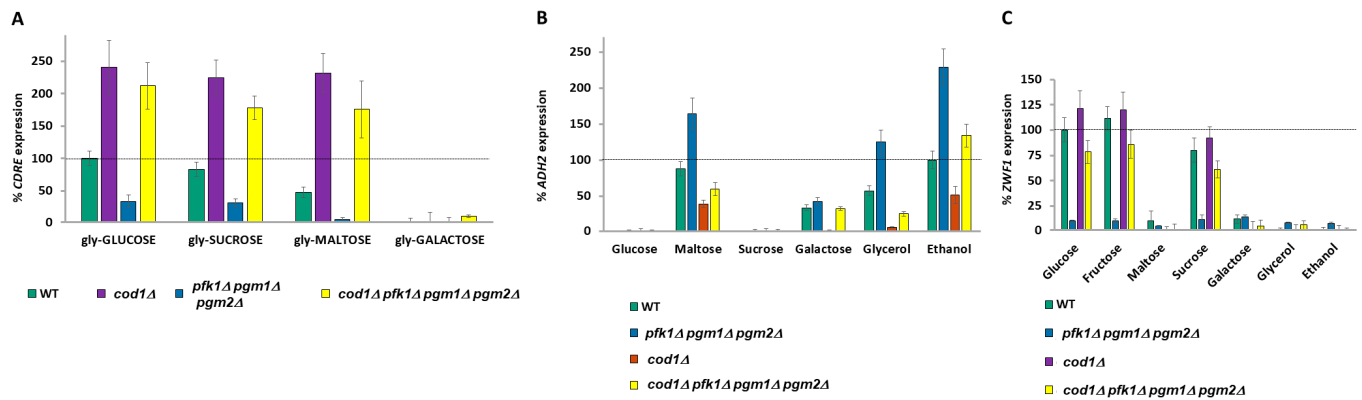 A
% CDRE expression
250
200
150
100
50
0
gly-GLUCOSE
gly-SUCROSE
gly-MALTOSE
gly-GALACTOSE
WT
cod1Δ
pfk1Δ pgm1Δ
pgm2Δ
cod1Δ pfk1Δ pgm1Δ pgm2Δ
B
% ADH2 expression
250
200
150
100
50
0
Glucose
Maltose
Sucrose
Galactose
Glycerol
Ethanol
WT
pfk1Δ pgm1Δ pgm2Δ
cod1Δ
cod1Δ pfk1Δ pgm1Δ pgm2Δ
C
% ZWF1 expression
150
125
100
75
50
25
0
Glucose
Fructose
Maltose
Sucrose
Galactose
Glycerol
Ethanol
WT
pfk1Δ pgm1Δ pgm2Δ
cod1Δ
cod1Δ pfk1Δ pgm1Δ pgm2Δ